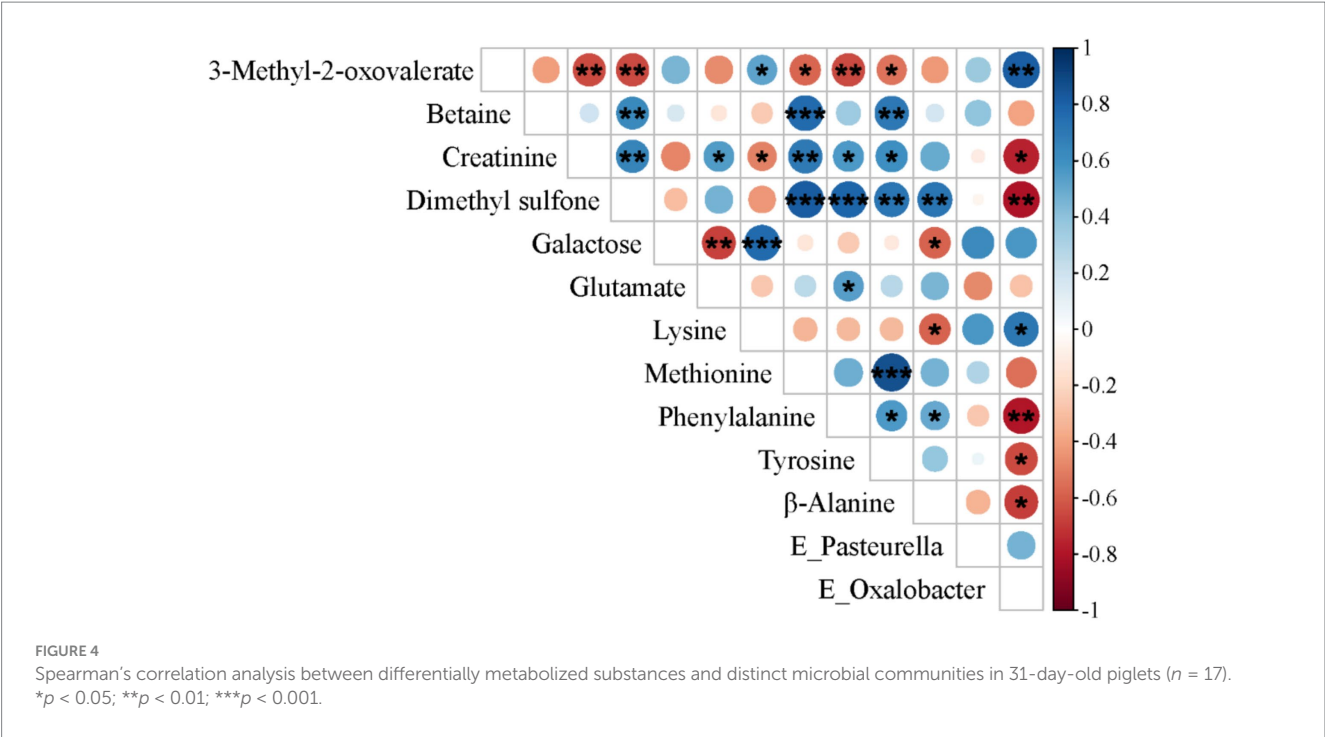 3-Methyl-2-oxovalerate ** ** * * ** * **
Betaine ** *** **
Creatinine ** * * ** * * *
Dimethyl sulfone *** *** ** ** **
Galactose ** *** *
Glutamate *
Lysine * *
Methionine ***
Phenylalanine * * **
Tyrosine *
β-Alanine *
E_Pasteurella
E_Oxalobacter
1
0.8
0.6
0.4
0.2
0
-0.2
-0.4
-0.6
-0.8
-1
FIGURE 4
Spearman's correlation analysis between differentially metabolized substances and distinct microbial communities in 31-day-old piglets (n = 17).
*p < 0.05; **p < 0.01; ***p < 0.001.